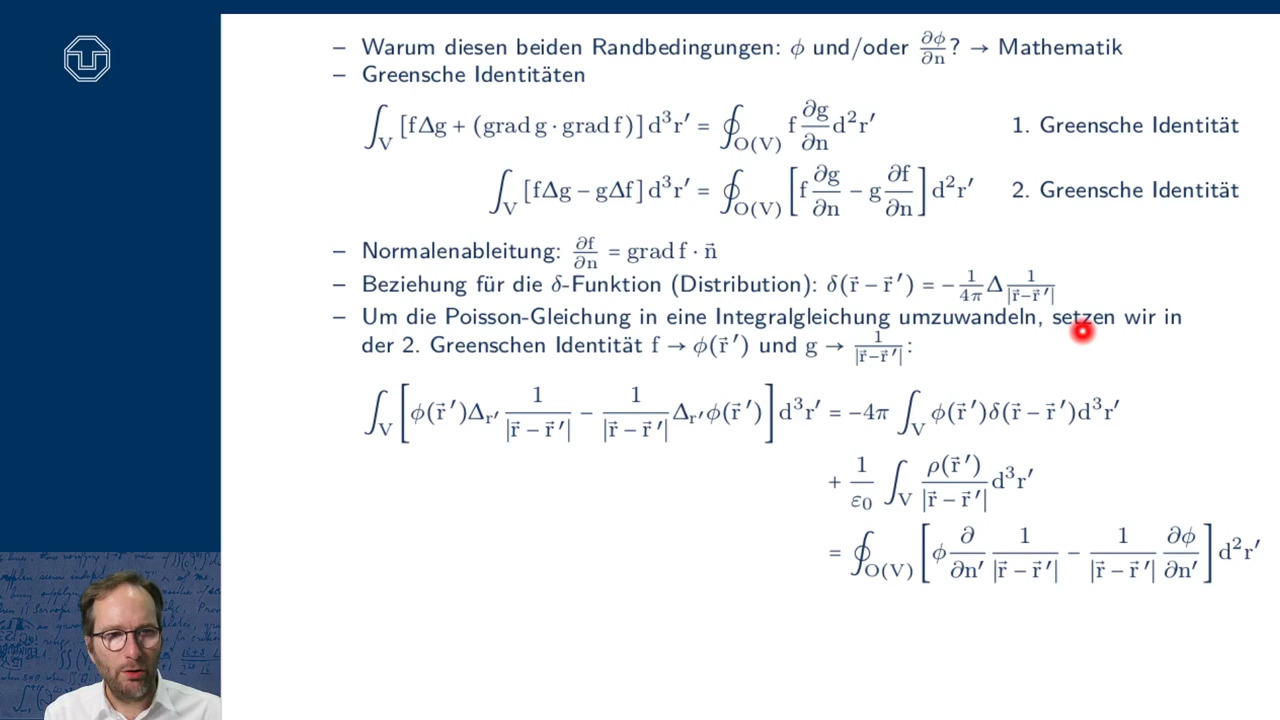 – Warum diesen beiden Randbedingungen: ϕ und/oder ∂ϕ/∂n? → Mathematik
– Greensche Identitäten
∫_V [fΔg + (grad g · grad f)] d³r′ = ∮_O(V) f ∂g/∂n d²r′ 1. Greensche Identität
∫_V [fΔg − gΔf] d³r′ = ∮_O(V) [f ∂g/∂n − g ∂f/∂n] d²r′ 2. Greensche Identität
– Normalenableitung: ∂f/∂n = grad f · n⃗
– Beziehung für die δ-Funktion (Distribution): δ(r⃗ − r⃗′) = −1/4π Δ 1/|r⃗−r⃗′|
– Um die Poisson-Gleichung in eine Integralgleichung umzuwandeln, setzen wir in
der 2. Greenschen Identität f → ϕ(r⃗′) und g → 1/|r⃗−r⃗′|:
∫_V [ϕ(r⃗′)Δ_r′ 1/|r⃗ − r⃗′| − 1/|r⃗ − r⃗′| Δ_r′ϕ(r⃗′)] d³r′ = −4π ∫_V ϕ(r⃗′)δ(r⃗ − r⃗′)d³r′
+ 1/ε₀ ∫_V ρ(r⃗′)/|r⃗ − r⃗′| d³r′
= ∮_O(V) [ϕ ∂/∂n′ 1/|r⃗ − r⃗′| − 1/|r⃗ − r⃗′| ∂ϕ/∂n′] d²r′